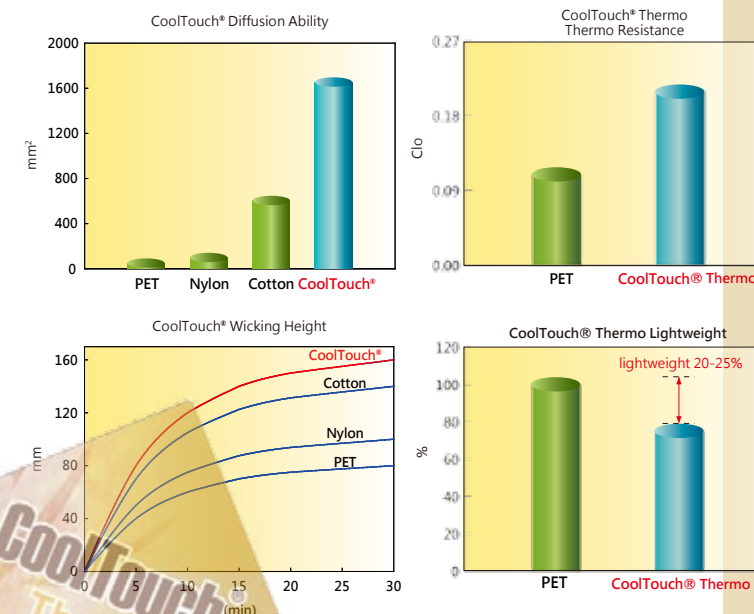 CoolTouch® Diffusion Ability
2000
1600
1200
800
400
0
mm²
PET Nylon Cotton CoolTouch®
CoolTouch® Thermo
Thermo Resistance
0.27
0.18
0.09
0.00
Clo
PET CoolTouch® Thermo
CoolTouch® Wicking Height
160
120
80
40
0
mm
CoolTouch®
Cotton
Nylon
PET
0 5 10 15 20 25 30
(min)
CoolTouch®
CoolTouch® Thermo Lightweight
120
100
80
60
40
20
0
%
lightweight 20-25%
PET CoolTouch® Thermo